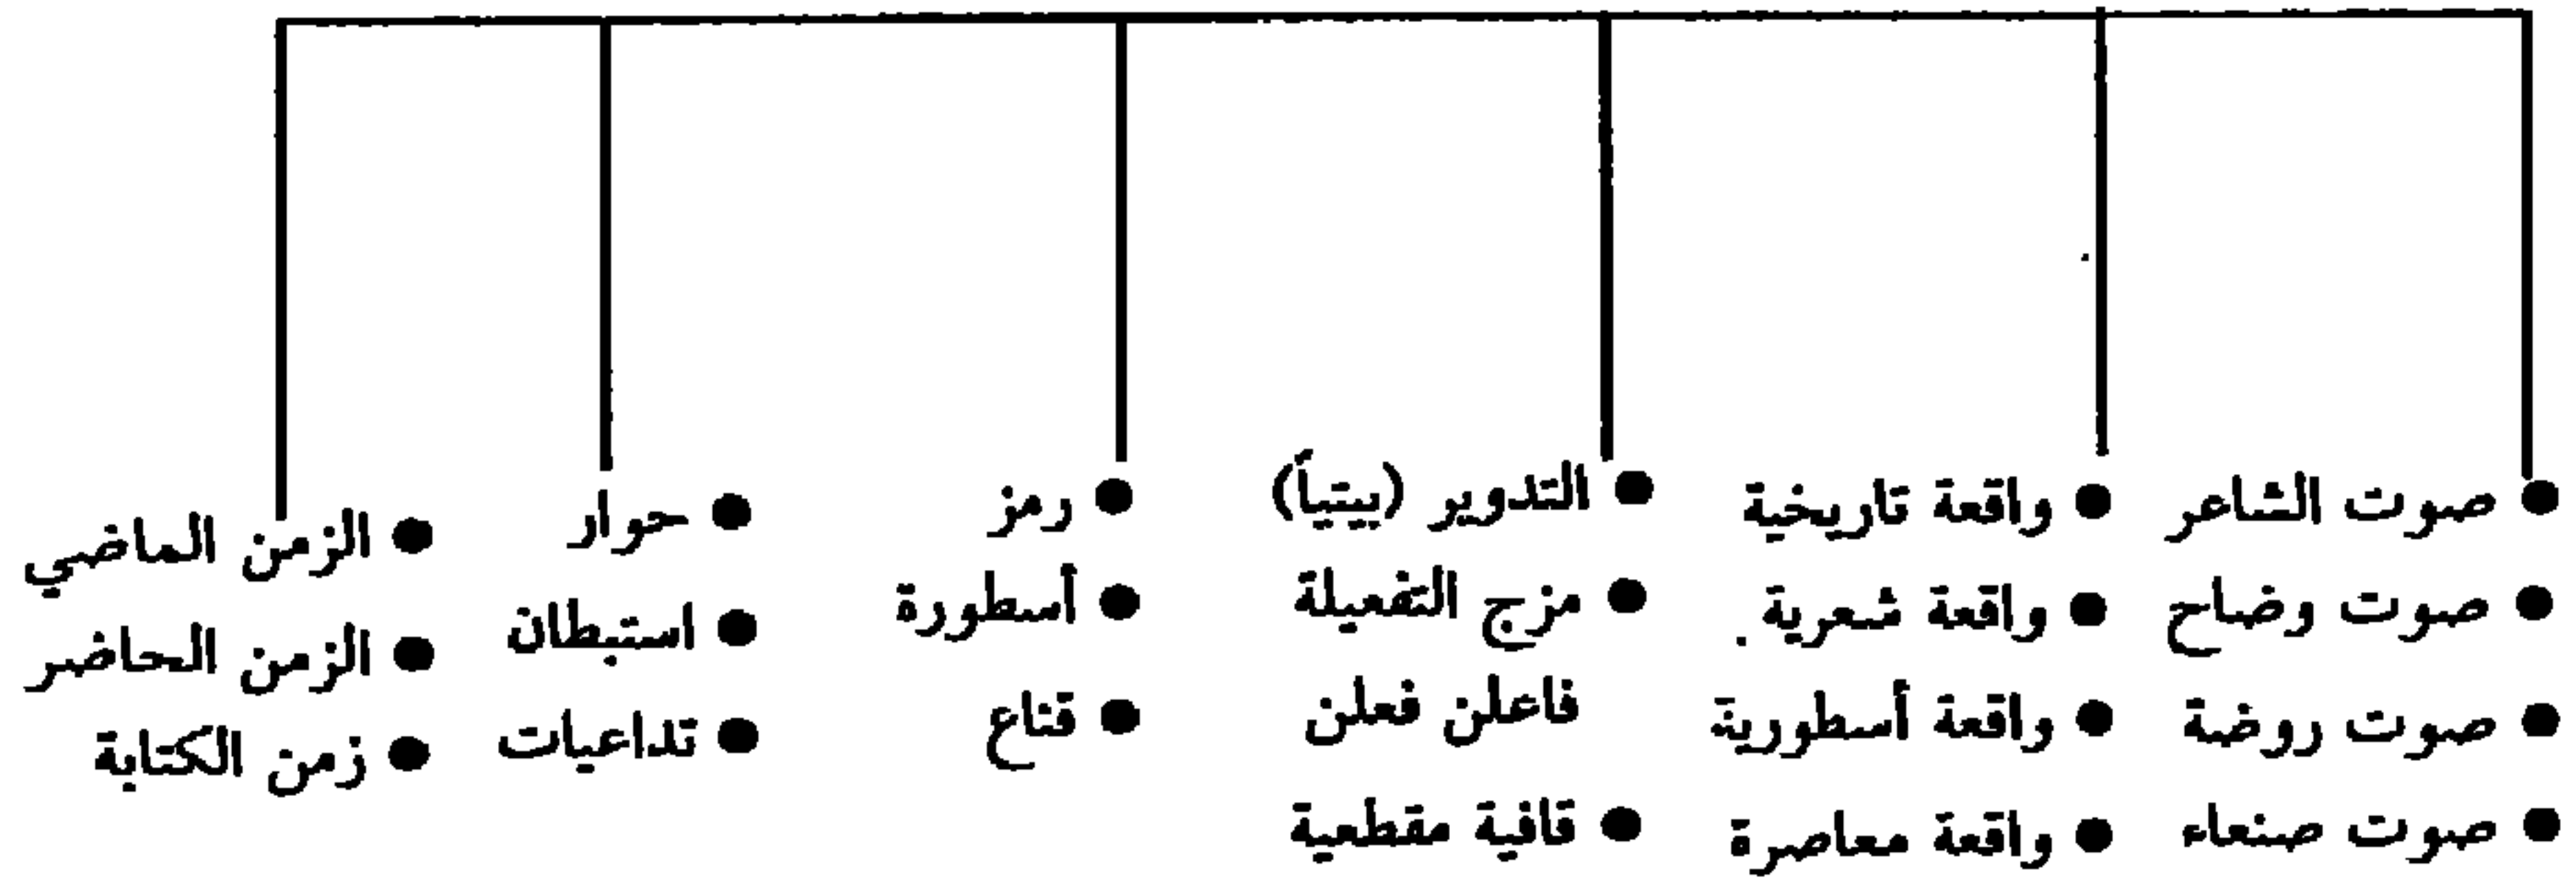 ● صوت الشاعر
● صوت وضاح
● صوت روضة
● صوت صنعاء
● واقعة تاريخية
● واقعة شعرية
● واقعة أسطورية
● واقعة معاصرة
● التدوير (بيتياً)
● مزج التفعيلة
فاعلن فعلن
● قافية مقطعية
● رمز
● أسطورة
● قناع
● حوار
● استبطان
● تداعيات
● الزمن الماضي
● الزمن الحاضر
● زمن الكتابة